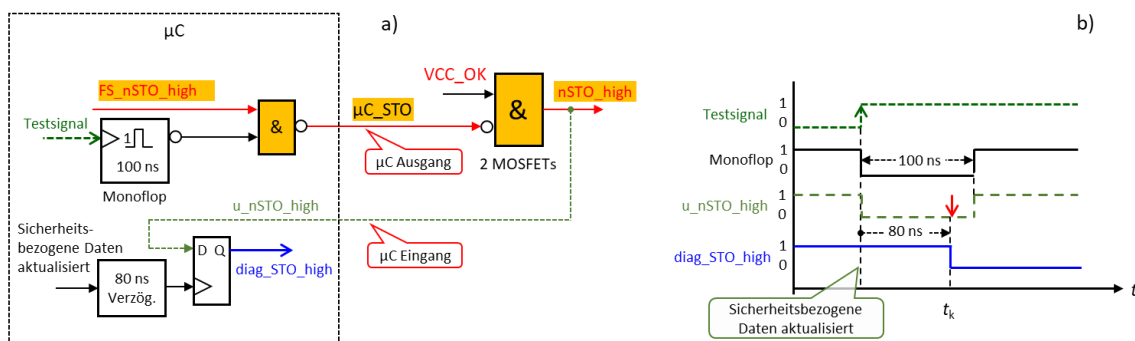 µC
a)
FS_nSTO_high
Testsignal
1
100 ns
Monoflop
&
µC_STO
VCC_OK
&
nSTO_high
µC Ausgang
2 MOSFETs
u_nSTO_high
µC Eingang
Sicherheits-
bezogene Daten
aktualisiert
80 ns
Verzög.
D Q
diag_STO_high
b)
Testsignal
1
0
Monoflop
1
0
100 ns
u_nSTO_high
1
0
80 ns
diag_STO_high
1
0
t
tk
Sicherheitsbezogene
Daten aktualisiert